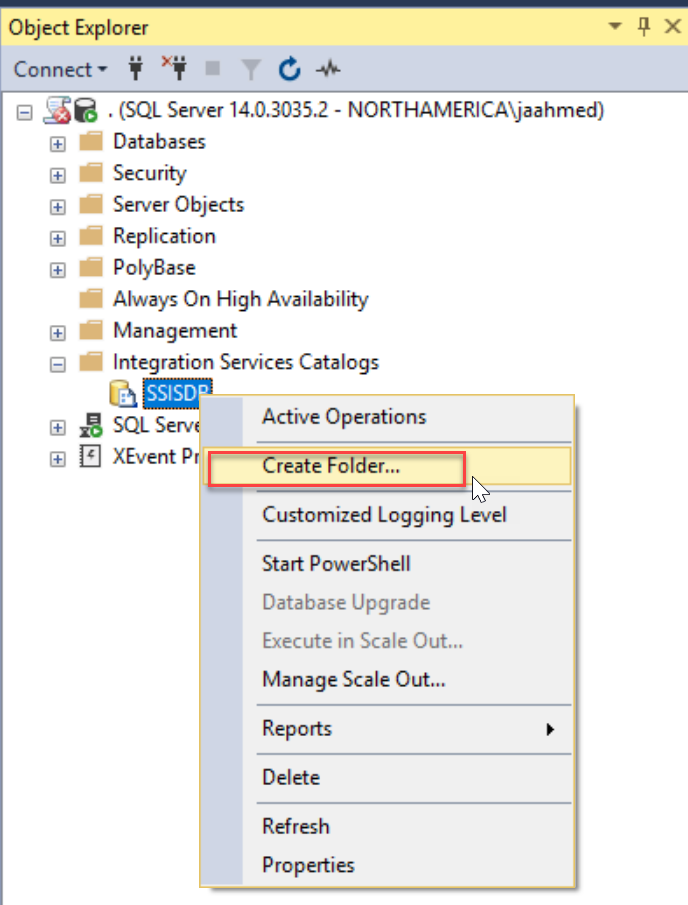 Object Explorer
Connect
. (SQL Server 14.0.3035.2 - NORTHAMERICA\jaahmed)
Databases
Security
Server Objects
Replication
PolyBase
Always On High Availability
Management
Integration Services Catalogs
SSISDB
SQL Serve
XEvent Pr
Active Operations
Create Folder...
Customized Logging Level
Start PowerShell
Database Upgrade
Execute in Scale Out...
Manage Scale Out...
Reports
Delete
Refresh
Properties